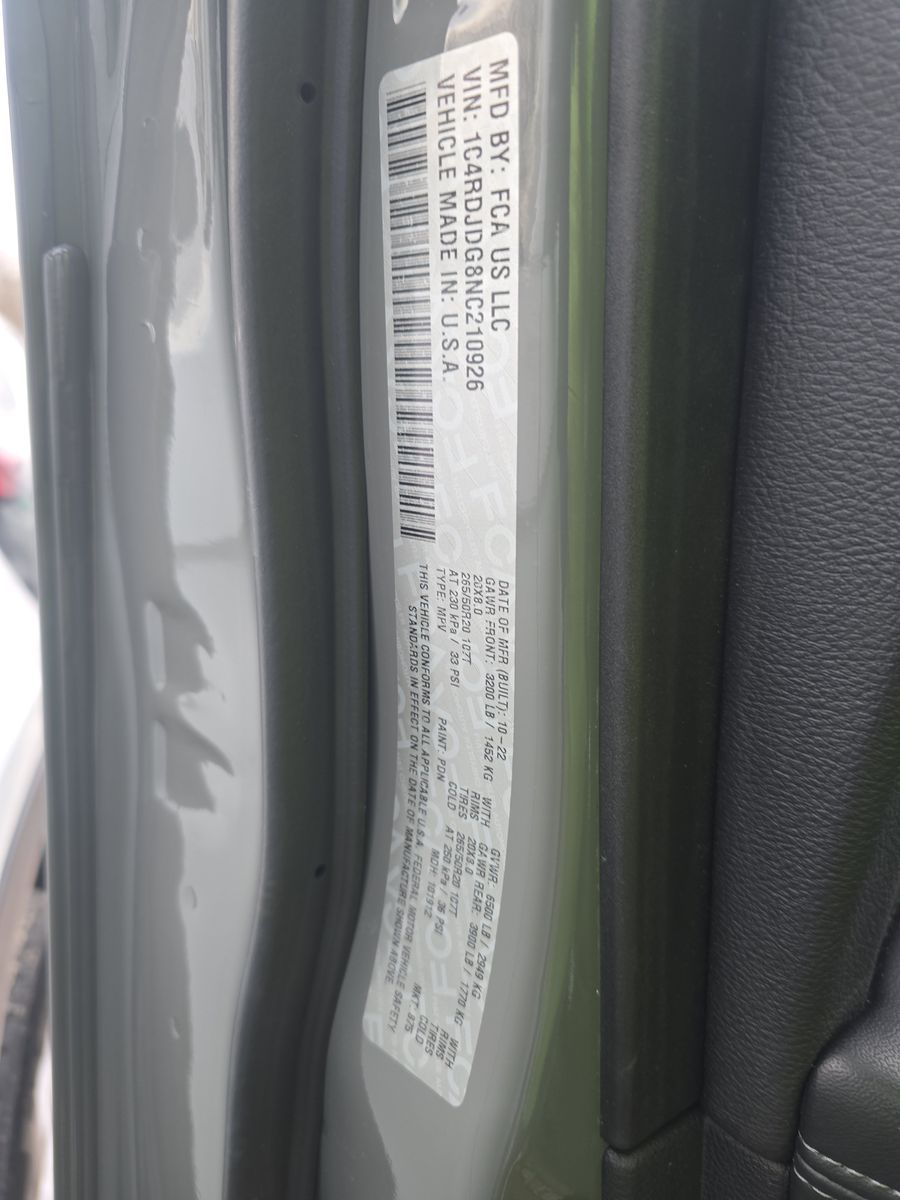 MFD BY: FCA US LLC
VIN: 1C4RDJDG8NC210926
VEHICLE MADE IN: U.S.A.
DATE OF MFR (BUILT): 10-22 GVWR: 6500 LB / 2949 KG
GAWR FRONT: 3200 LB / 1452 KG WITH GAWR REAR: 3900 LB / 1770 KG WITH
20X8.0 RIMS 20X8.0 RIMS
265/50R20 107T TIRES 265/50R20 107T TIRES
AT 230 kPa / 33 PSI COLD AT 250 kPa / 36 PSI COLD
TYPE: MPV PAINT: PDN MDH: 101912 MKT: 875
THIS VEHICLE CONFORMS TO ALL APPLICABLE U.S.A. FEDERAL MOTOR VEHICLE SAFETY
STANDARDS IN EFFECT ON THE DATE OF MANUFACTURE SHOWN ABOVE.